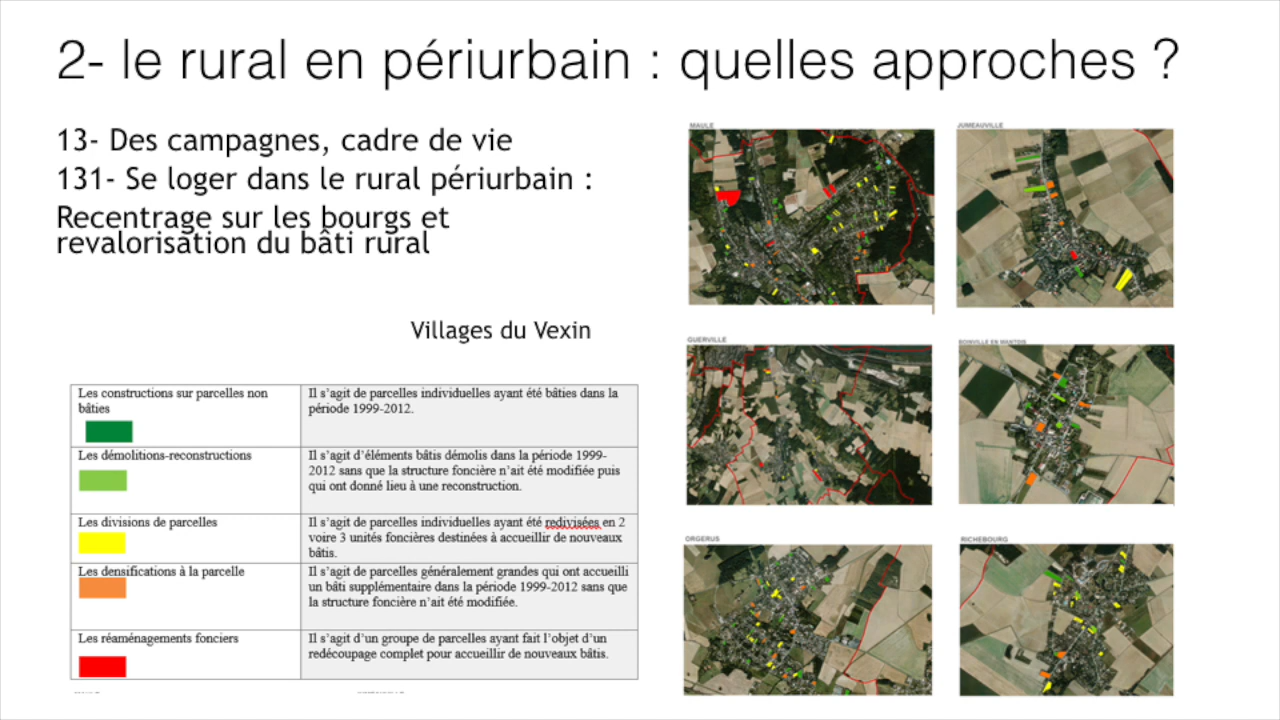 2- le rural en périurbain : quelles approches ?
13- Des campagnes, cadre de vie
131- Se loger dans le rural périurbain :
Recentrage sur les bourgs et
revalorisation du bâti rural
Villages du Vexin
Les constructions sur parcelles non
bâties
Il s'agit de parcelles individuelles ayant été bâties dans la
période 1999-2012.
Les démolitions-reconstructions
Il s'agit d'éléments bâtis démolis dans la période 1999-
2012 sans que la structure foncière n'ait été modifiée puis
qui ont donné lieu à une reconstruction.
Les divisions de parcelles
Il s'agit de parcelles individuelles ayant été redivisées en 2
voire 3 unités foncières destinées à accueillir de nouveaux
bâtis.
Les densifications à la parcelle
Il s'agit de parcelles généralement grandes qui ont accueilli
un bâti supplémentaire dans la période 1999-2012 sans que
la structure foncière n'ait été modifiée.
Les réaménagements fonciers
Il s'agit d'un groupe de parcelles ayant fait l'objet d'un
redécoupage complet pour accueillir de nouveaux bâtis.
MAULE
JUMEAUVILLE
GUERVILLE
BOINVILLE EN MANTOIS
ORGERUS
RICHEBOURG